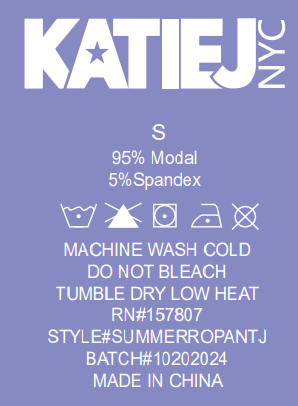 KATIEJ NYC
S
95% Modal
5%Spandex
MACHINE WASH COLD
DO NOT BLEACH
TUMBLE DRY LOW HEAT
RN#157807
STYLE#SUMMERROPANTJ
BATCH#10202024
MADE IN CHINA